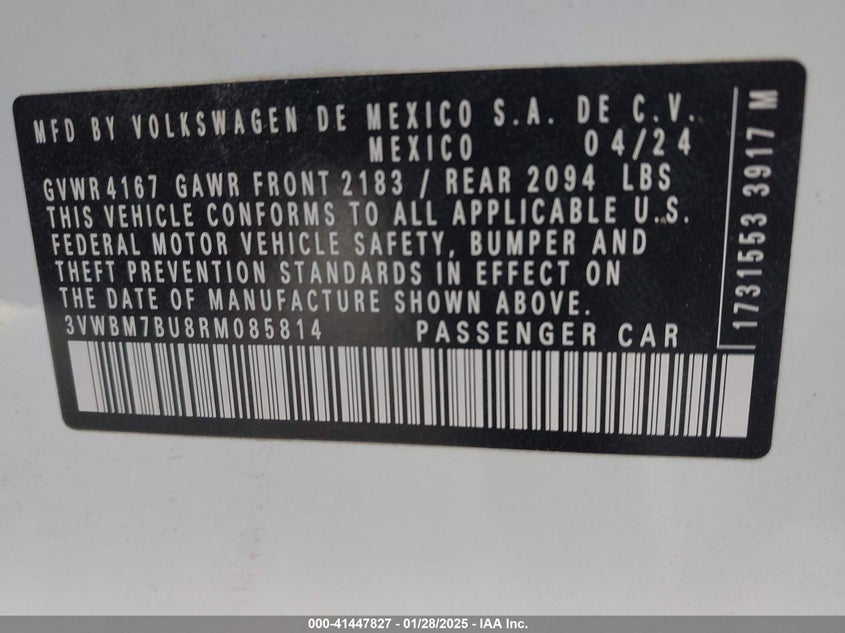 MFD BY VOLKSWAGEN DE MEXICO S.A. DE C.V.
MEXICO 04/24
GVWR 4167 GAWR FRONT 2183 / REAR 2094 LBS
THIS VEHICLE CONFORMS TO ALL APPLICABLE U.S.
FEDERAL MOTOR VEHICLE SAFETY, BUMPER AND
THEFT PREVENTION STANDARDS IN EFFECT ON
THE DATE OF MANUFACTURE SHOWN ABOVE.
3VWBM7BU8RM085814 PASSENGER CAR
1731553 3917 M
000-41447827 - 01/28/2025 - IAA Inc.